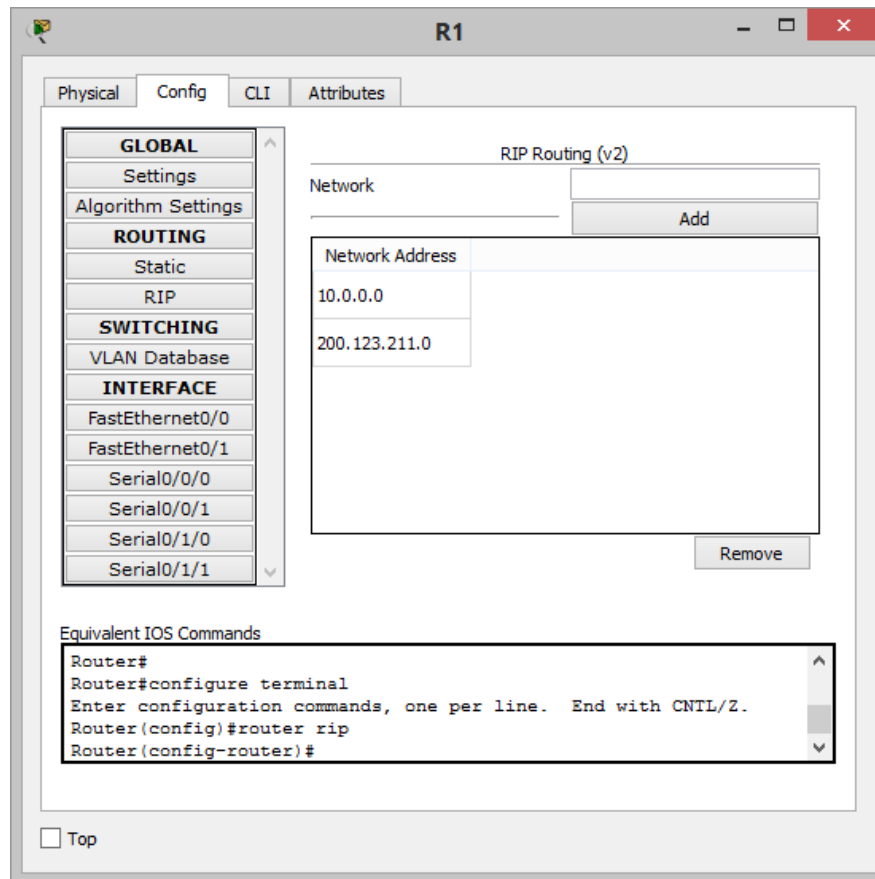 R1
Physical
Config
CLI
Attributes
GLOBAL
Settings
Algorithm Settings
ROUTING
Static
RIP
SWITCHING
VLAN Database
INTERFACE
FastEthernet0/0
FastEthernet0/1
Serial0/0/0
Serial0/0/1
Serial0/1/0
Serial0/1/1
RIP Routing (v2)
Network
Add
Network Address
10.0.0.0
200.123.211.0
Remove
Equivalent IOS Commands
Router#
Router#configure terminal
Enter configuration commands, one per line.  End with CNTL/Z.
Router(config)#router rip
Router(config-router)#
Top